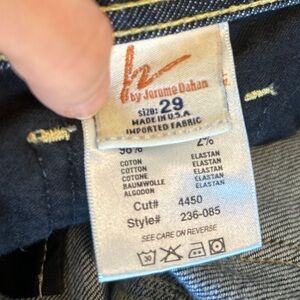 by Jerome Dahan
SIZE: 29
MADE IN U.S.A.
IMPORTED FABRIC
98% 2%
COTON ELASTAN
COTTON ELASTAN
COTONE ELASTAN
BAUMWOLLE ELASTAN
ALGODON ELASTAN
Cut# 4450
Style# 236-085
SEE CARE ON REVERSE
30